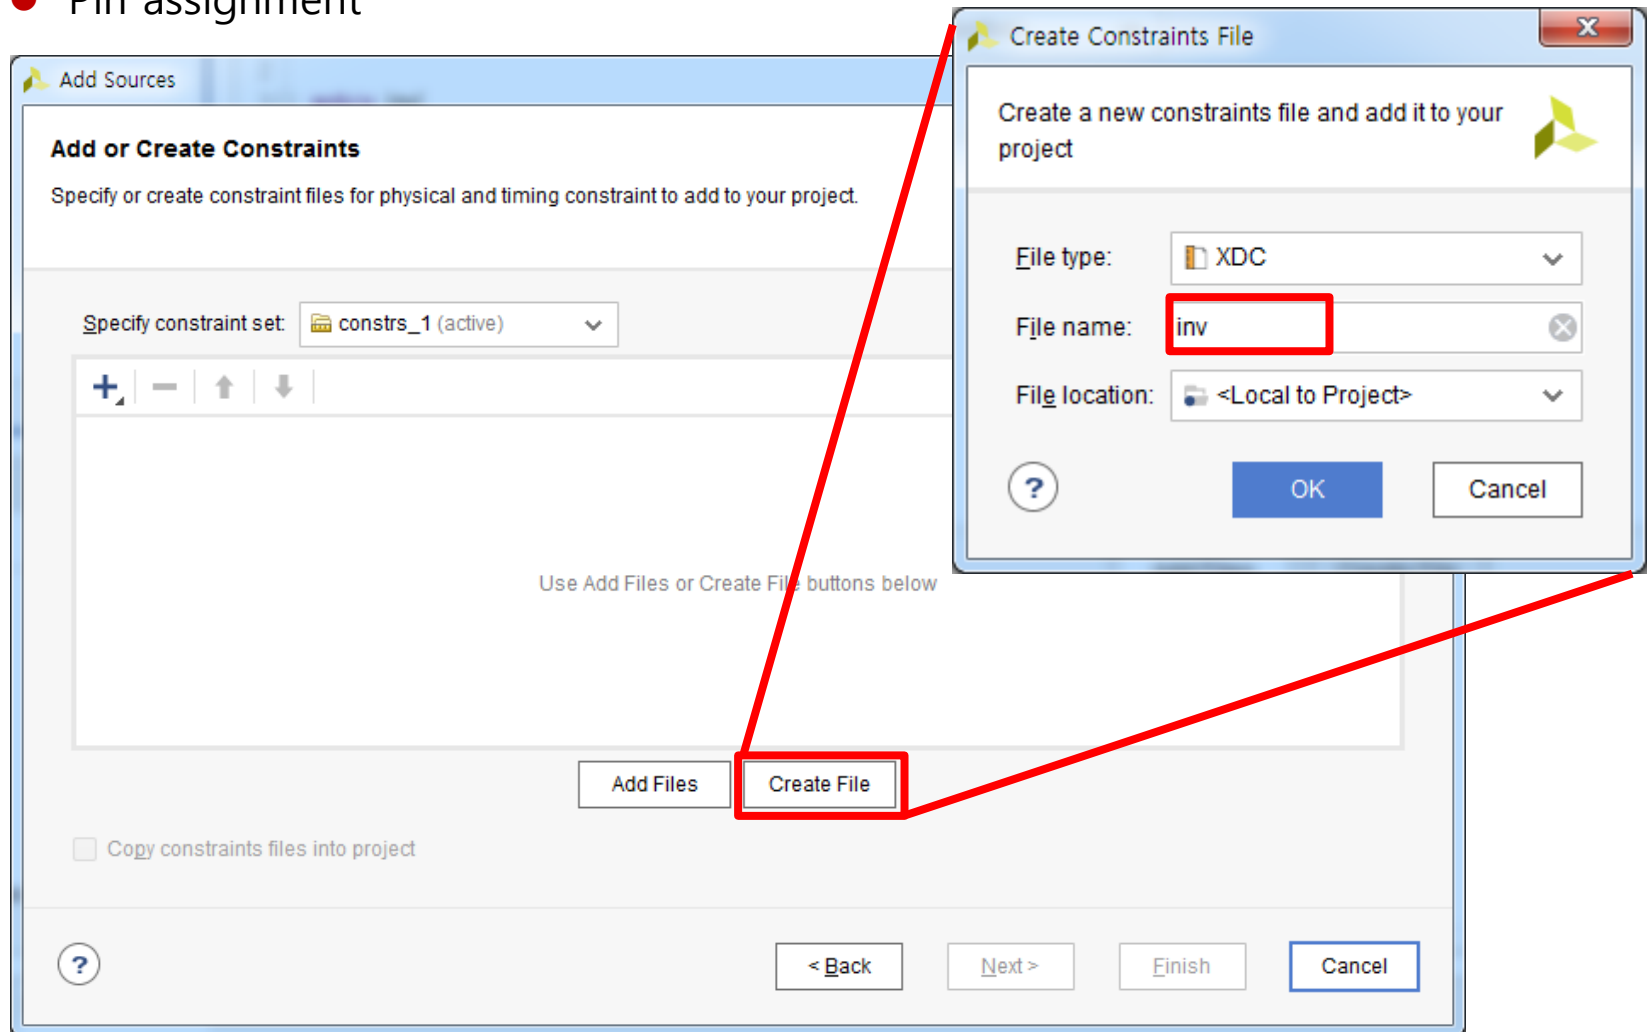 Pin assignment
Add Sources
Add or Create Constraints
Specify or create constraint files for physical and timing constraint to add to your project.
Specify constraint set: constrs_1 (active)
Use Add Files or Create File buttons below
Add Files
Create File
Copy constraints files into project
?
< Back
Next >
Finish
Cancel
Create Constraints File
Create a new constraints file and add it to your
project
File type: XDC
File name: inv
File location: <Local to Project>
?
OK
Cancel